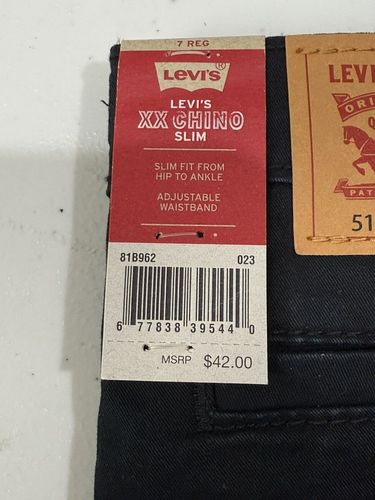 7 REG
LEVI'S®
LEVI'S
XX CHINO
SLIM
SLIM FIT FROM
HIP TO ANKLE
ADJUSTABLE
WAISTBAND
81B962 023
6 77838 39544 0
MSRP $42.00
LEVI
ORI
Q
PAT
51